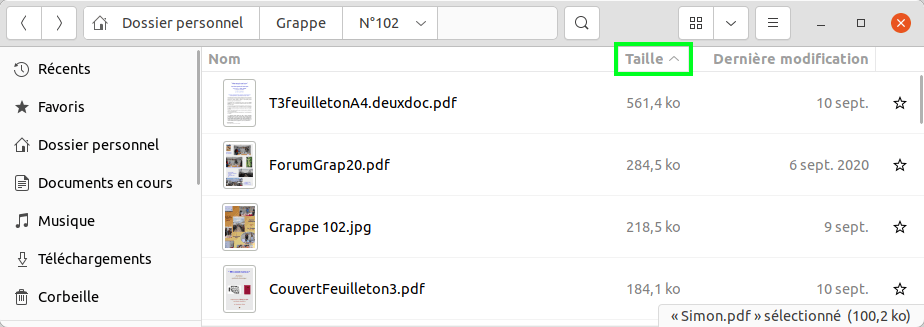 Dossier personnel Grappe N°102
Récents
Favoris
Dossier personnel
Documents en cours
Musique
Téléchargements
Corbeille
Nom Taille Dernière modification
T3feuilletonA4.deuxdoc.pdf 561,4 ko 10 sept.
ForumGrap20.pdf 284,5 ko 6 sept. 2020
Grappe 102.jpg 218,5 ko 9 sept.
CouvertFeuilleton3.pdf 184,1 ko 10 sept.
« Simon.pdf » sélectionné (100,2 ko)